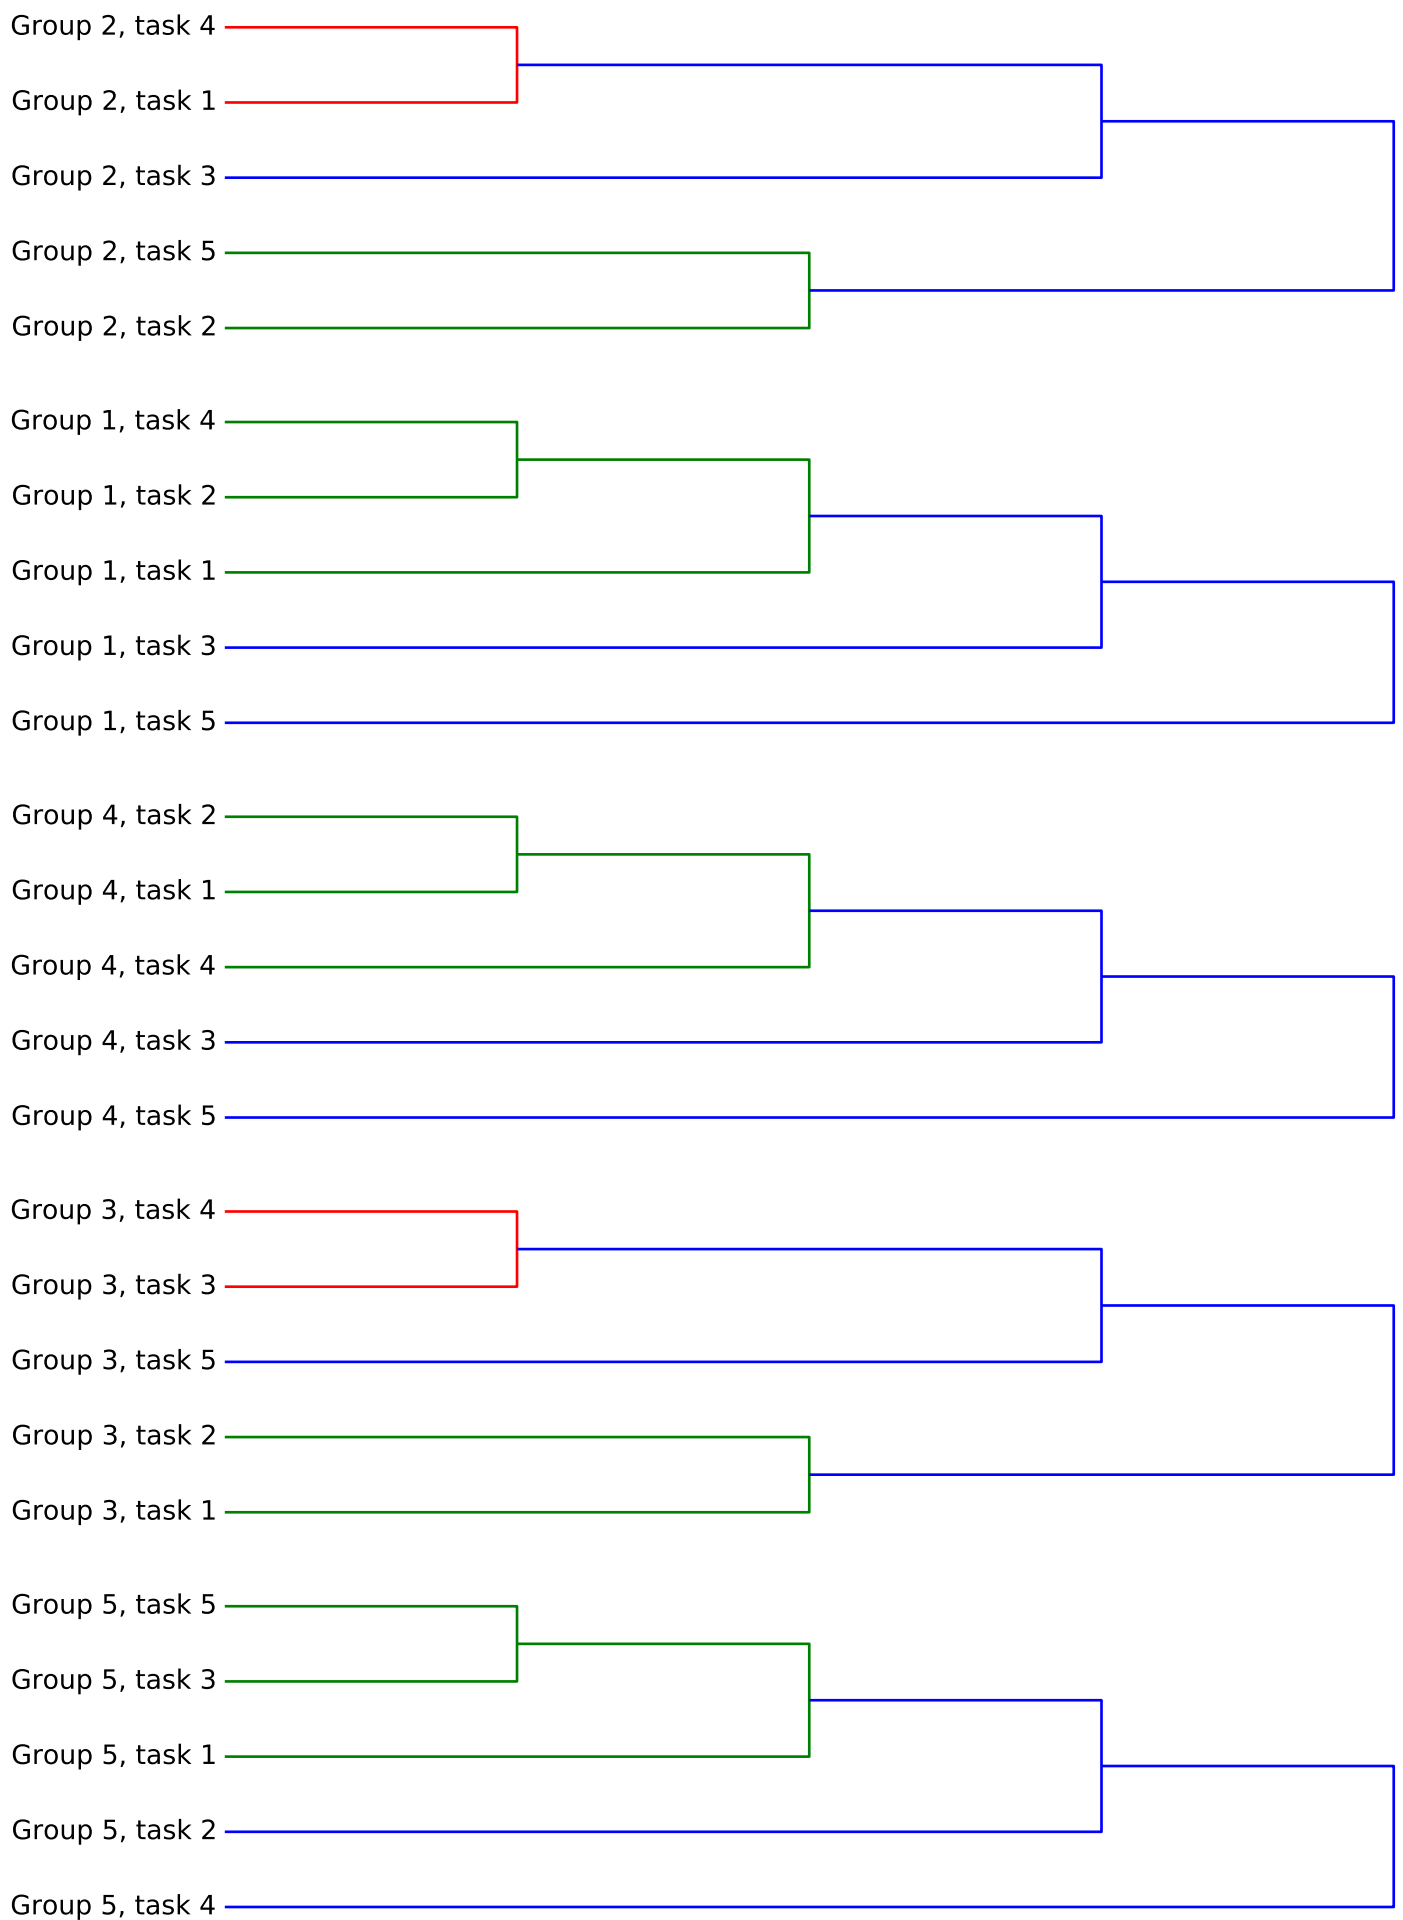 Group 2, task 4
Group 2, task 1
Group 2, task 3
Group 2, task 5
Group 2, task 2
Group 1, task 4
Group 1, task 2
Group 1, task 1
Group 1, task 3
Group 1, task 5
Group 4, task 2
Group 4, task 1
Group 4, task 4
Group 4, task 3
Group 4, task 5
Group 3, task 4
Group 3, task 3
Group 3, task 5
Group 3, task 2
Group 3, task 1
Group 5, task 5
Group 5, task 3
Group 5, task 1
Group 5, task 2
Group 5, task 4